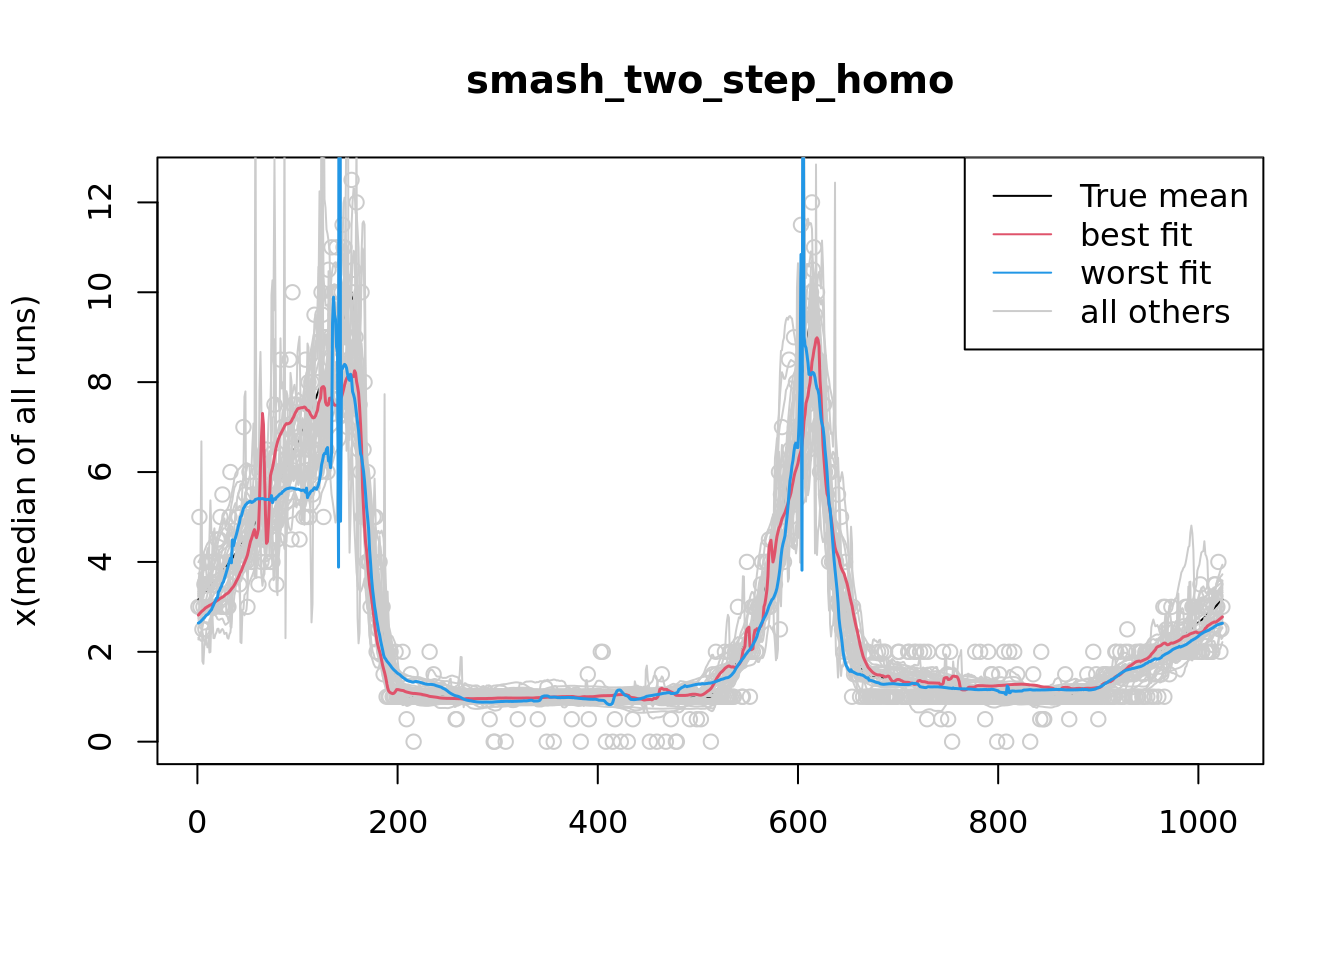 smash_two_step_homo
x(median of all runs)
12
10
8
6
4
2
0
True mean
best fit
worst fit
all others
0 200 400 600 800 1000